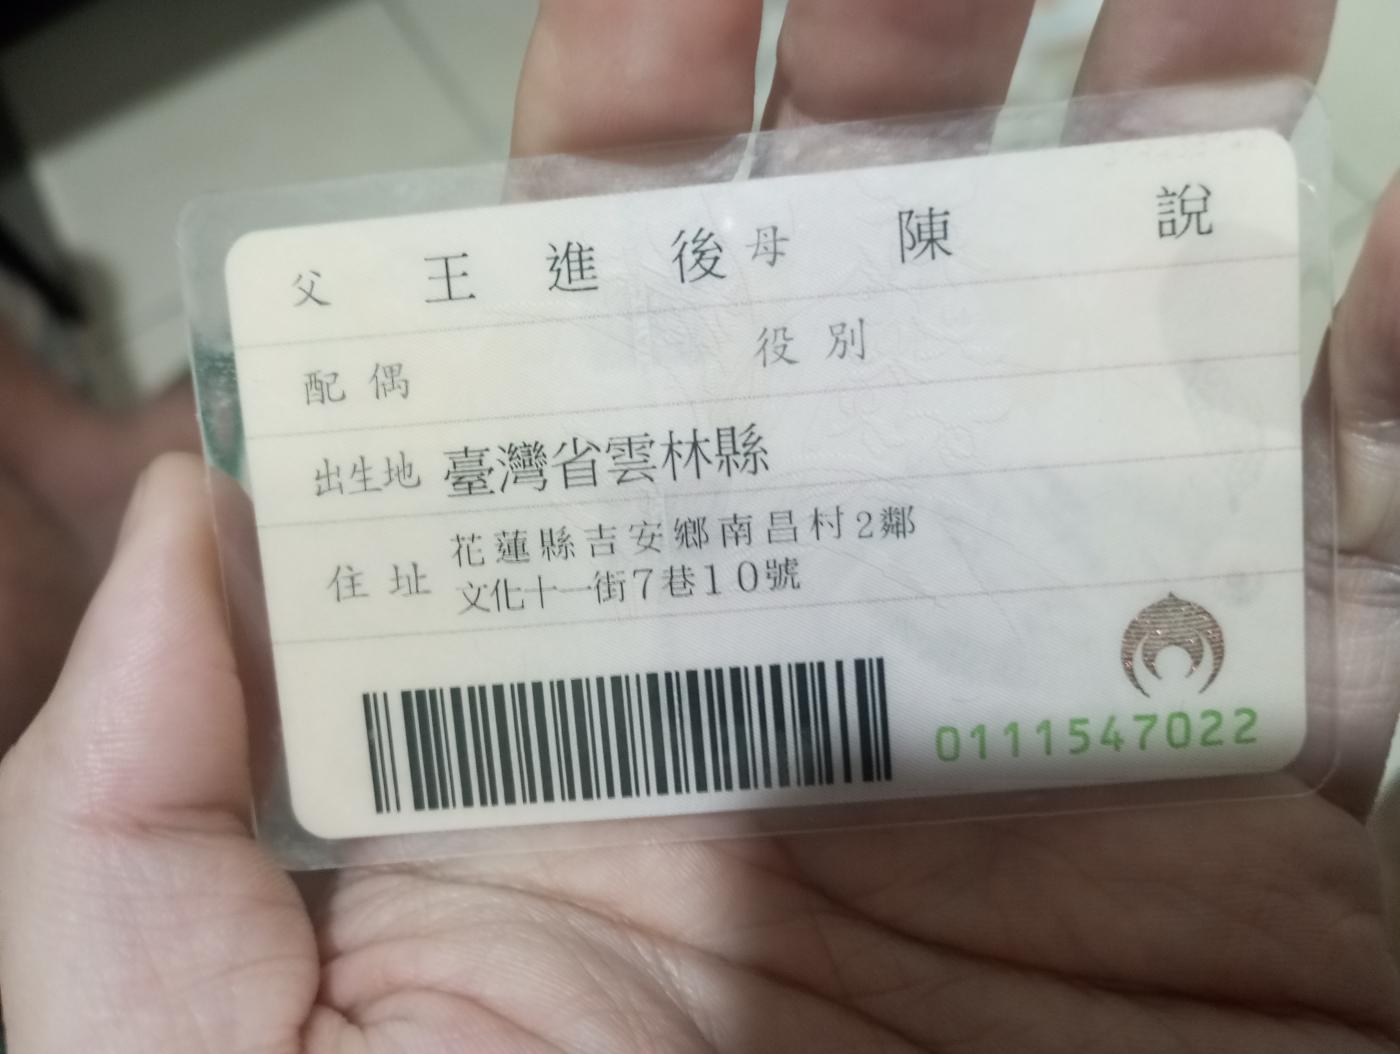 父 王進後 母 陳說
配偶 役別
出生地 臺灣省雲林縣
住址 花蓮縣吉安鄉南昌村2鄰
文化十一街7巷10號
0111547022